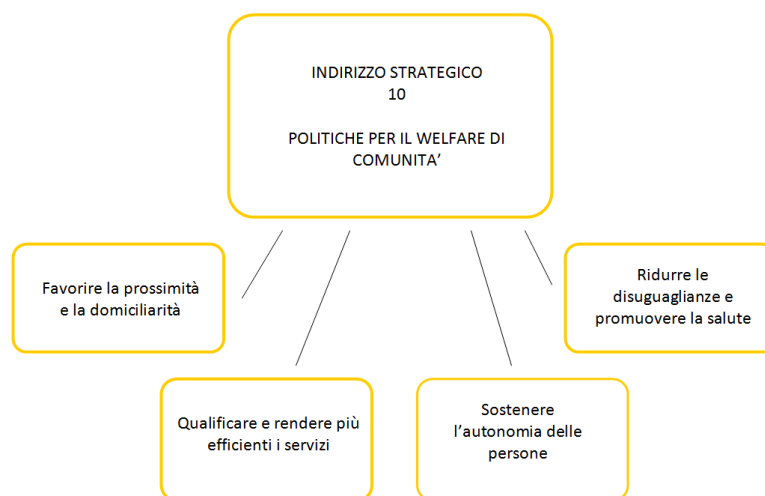 INDIRIZZO STRATEGICO
10
POLITICHE PER IL WELFARE DI
COMUNITA’
Favorire la prossimità
e la domiciliarità
Ridurre le
disuguaglianze e
promuovere la salute
Qualificare e rendere più
efficienti i servizi
Sostenere
l’autonomia delle
persone